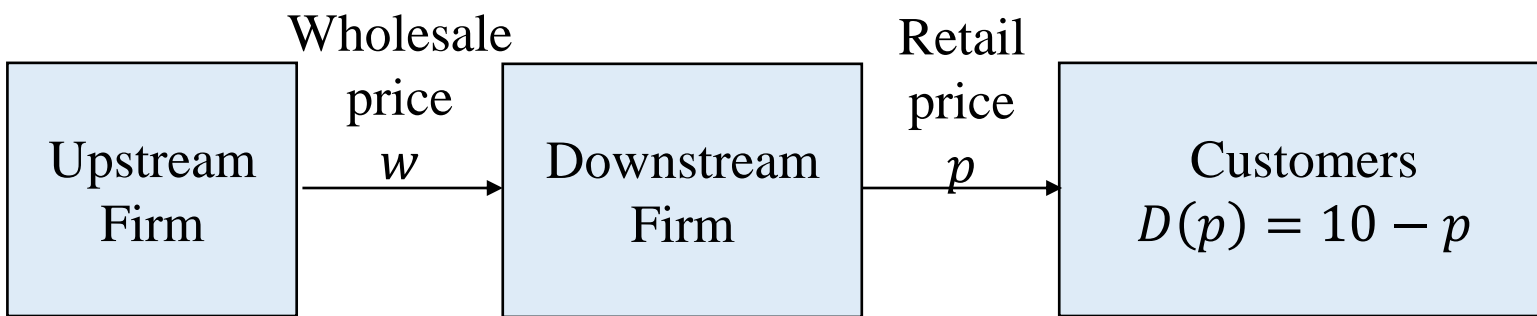 Wholesale
price
w
Retail
price
p
Upstream
Firm
Downstream
Firm
Customers
D(p) = 10 − p